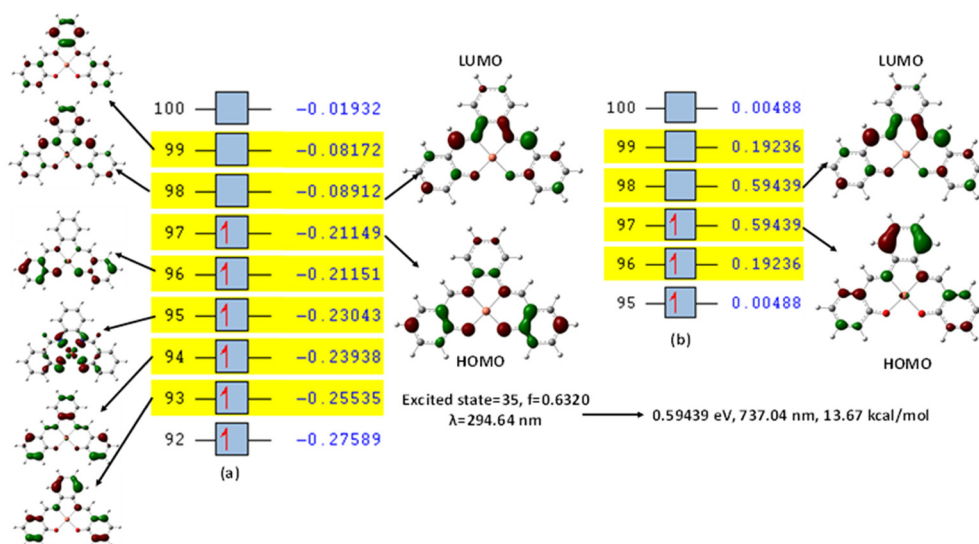 LUMO
100 -0.01932
99 -0.08172
98 -0.08912
97 -0.21149
96 -0.21151
95 -0.23043
94 -0.23938
93 -0.25535
92 -0.27589
(a)
HOMO
Excited state=35, f=0.6320
λ=294.64 nm
0.59439 eV, 737.04 nm, 13.67 kcal/mol
LUMO
100 0.00488
99 0.19236
98 0.59439
97 0.59439
96 0.19236
95 0.00488
(b)
HOMO